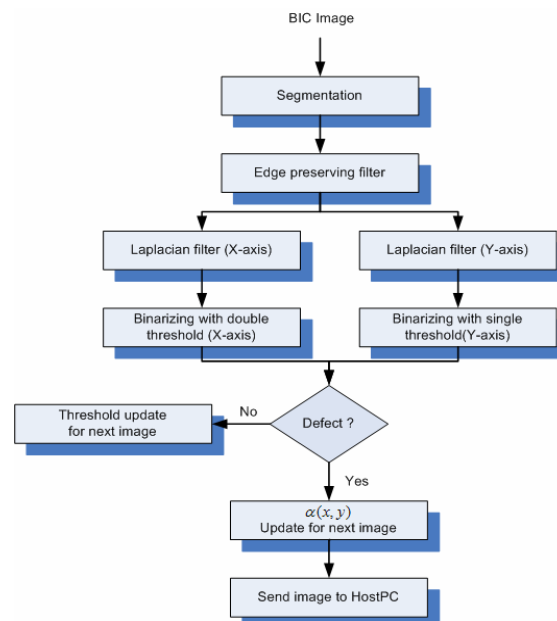 BIC Image
Segmentation
Edge preserving filter
Laplacian filter (X-axis)
Laplacian filter (Y-axis)
Binarizing with double
threshold (X-axis)
Binarizing with single
threshold(Y-axis)
Defect ?
No
Threshold update
for next image
Yes
α(x, y)
Update for next image
Send image to HostPC